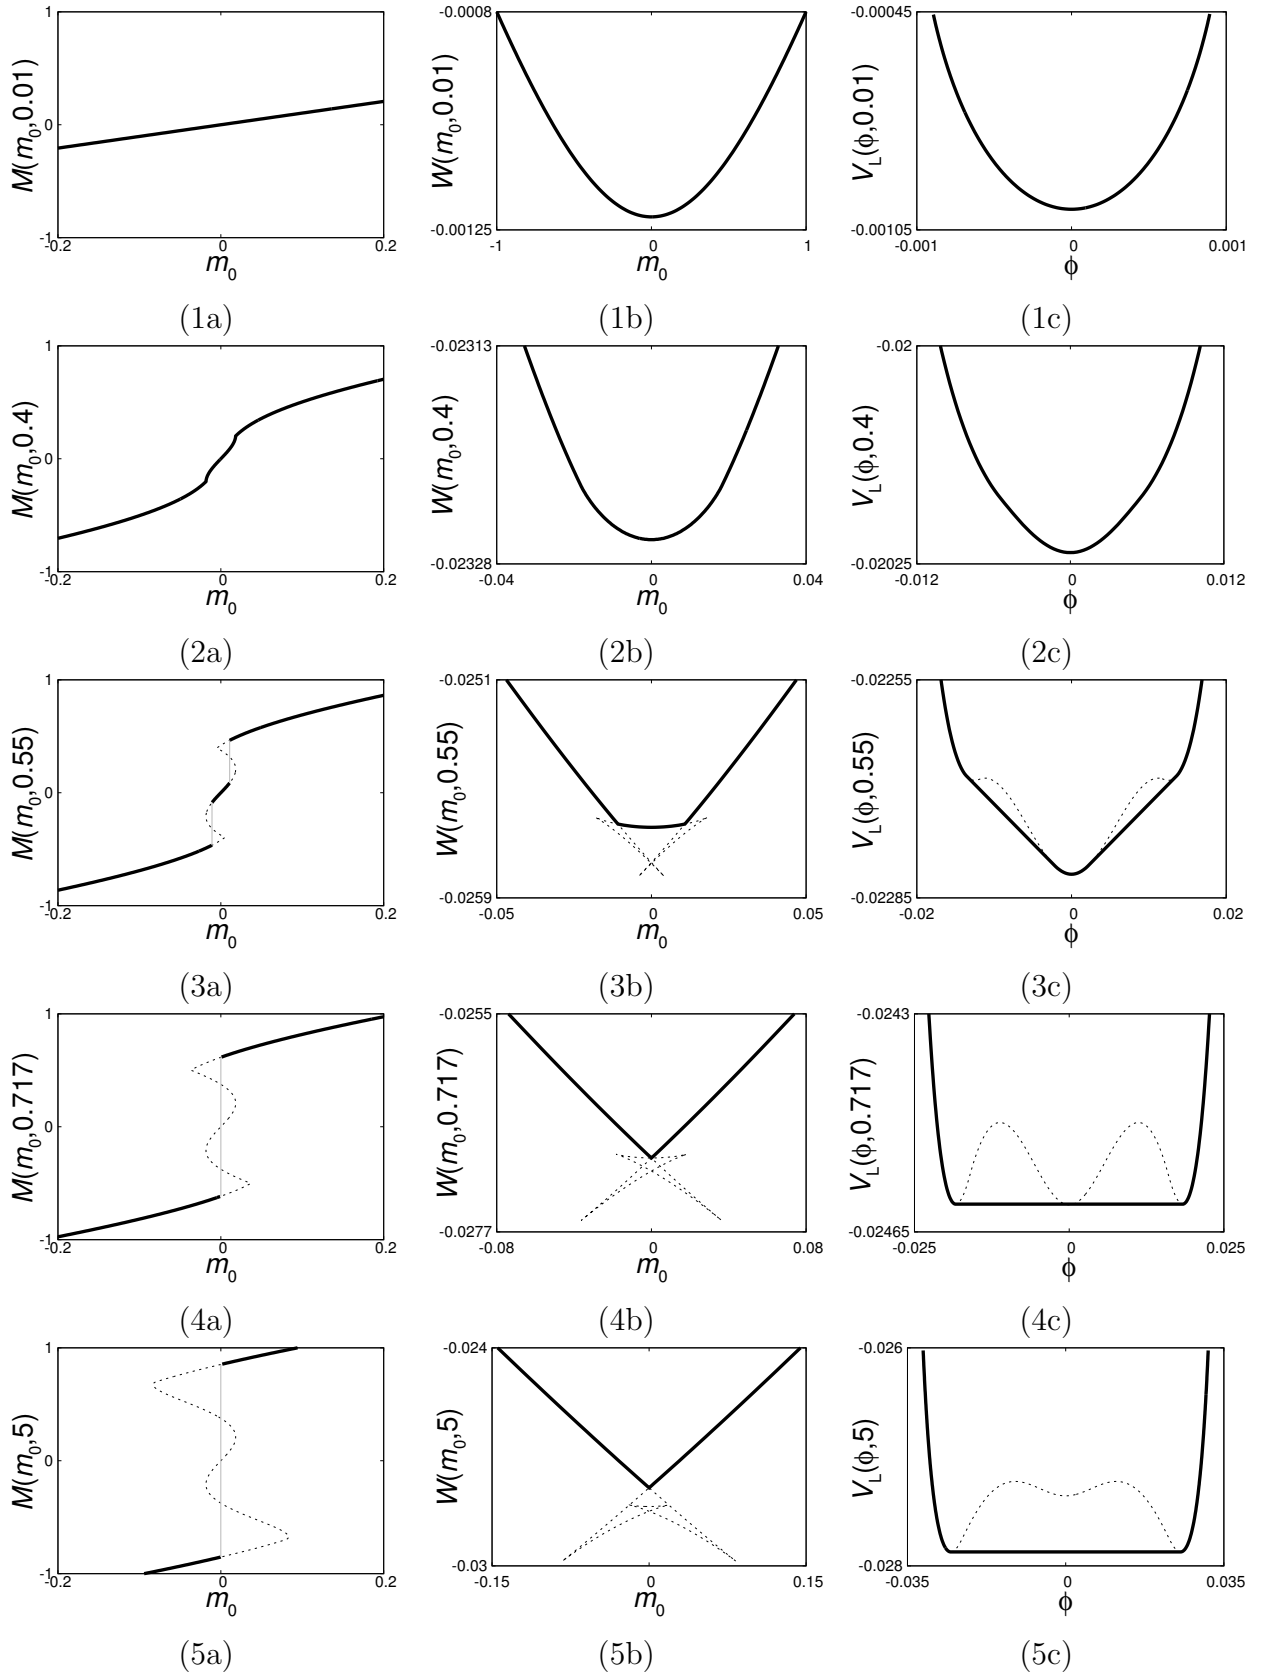 M(m0,0.01)
1
0
-1
-0.2
0
0.2
m0
(1a)
W(m0,0.01)
-0.0008
-0.00125
-1
0
1
m0
(1b)
VL(ϕ,0.01)
-0.00045
-0.00105
-0.001
0
0.001
ϕ
(1c)
M(m0,0.4)
1
0
-1
-0.2
0
0.2
m0
(2a)
W(m0,0.4)
-0.02313
-0.02328
-0.04
0
0.04
m0
(2b)
VL(ϕ,0.4)
-0.02
-0.02025
-0.012
0
0.012
ϕ
(2c)
M(m0,0.55)
1
0
-1
-0.2
0
0.2
m0
(3a)
W(m0,0.55)
-0.0251
-0.0259
-0.05
0
0.05
m0
(3b)
VL(ϕ,0.55)
-0.02255
-0.02285
-0.02
0
0.02
ϕ
(3c)
M(m0,0.717)
1
0
-1
-0.2
0
0.2
m0
(4a)
W(m0,0.717)
-0.0255
-0.0277
-0.08
0
0.08
m0
(4b)
VL(ϕ,0.717)
-0.0243
-0.02465
-0.025
0
0.025
ϕ
(4c)
M(m0,5)
1
0
-1
-0.2
0
0.2
m0
(5a)
W(m0,5)
-0.024
-0.03
-0.15
0
0.15
m0
(5b)
VL(ϕ,5)
-0.026
-0.028
-0.035
0
0.035
ϕ
(5c)